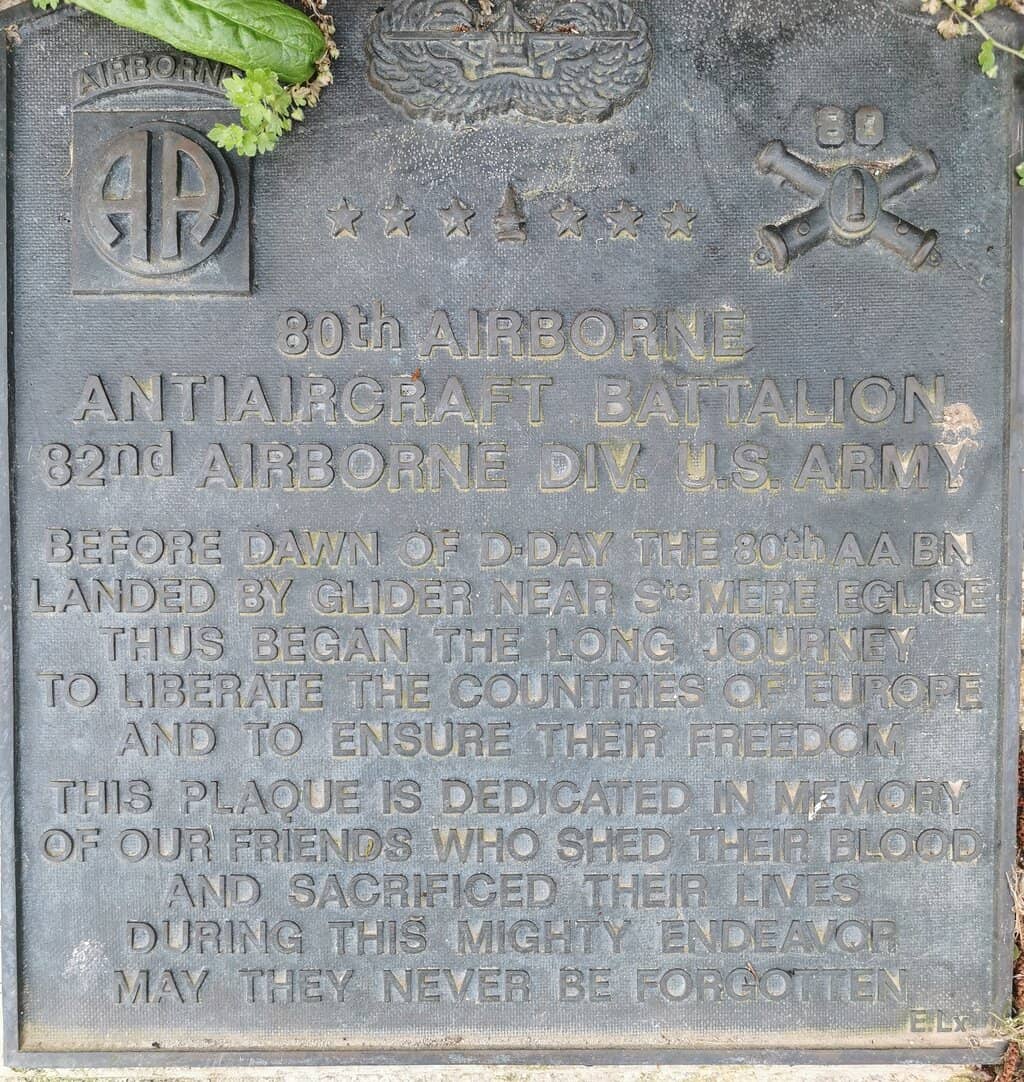 AIRBORNE
AA
80
80th AIRBORNE
ANTIAIRCRAFT BATTALION
82nd AIRBORNE DIV. U.S. ARMY
BEFORE DAWN OF D-DAY THE 80th AA BN
LANDED BY GLIDER NEAR Ste MERE EGLISE
THUS BEGAN THE LONG JOURNEY
TO LIBERATE THE COUNTRIES OF EUROPE
AND TO ENSURE THEIR FREEDOM
THIS PLAQUE IS DEDICATED IN MEMORY
OF OUR FRIENDS WHO SHED THEIR BLOOD
AND SACRIFICED THEIR LIVES
DURING THIS MIGHTY ENDEAVOR
MAY THEY NEVER BE FORGOTTEN